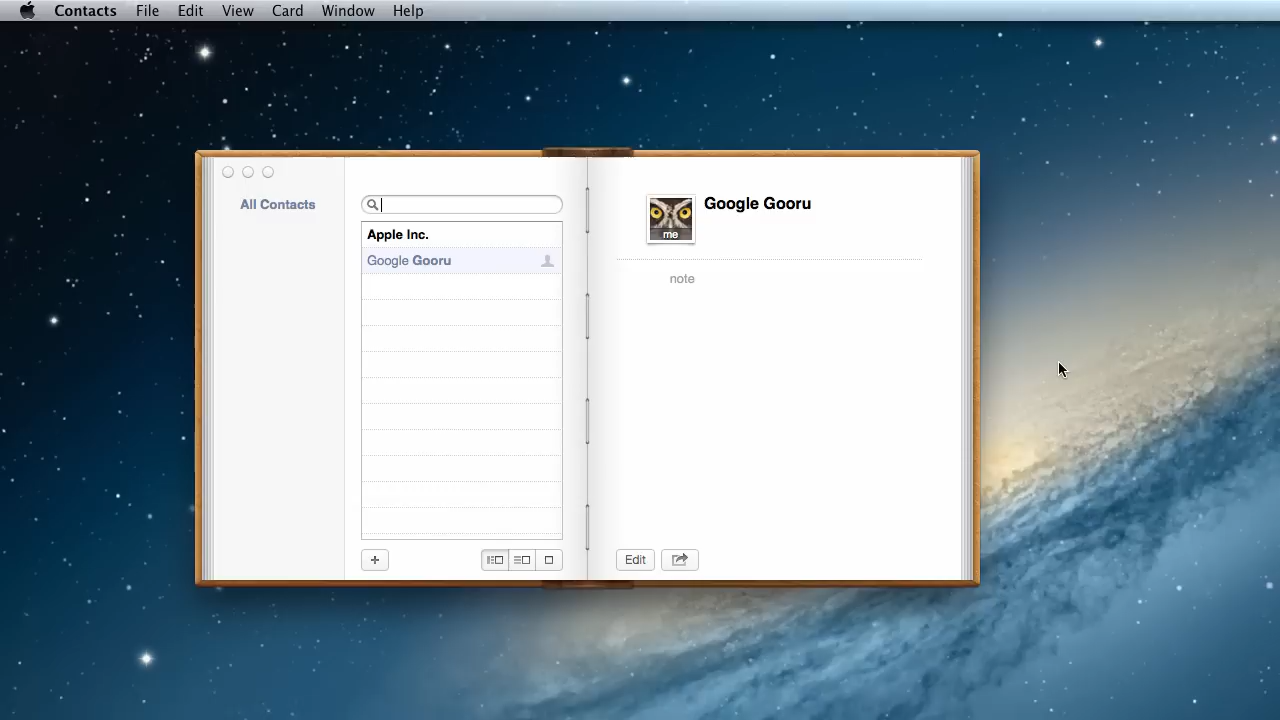 Contacts File Edit View Card Window Help
All Contacts
Apple Inc.
Google Gooru
Google Gooru
me
note
Edit